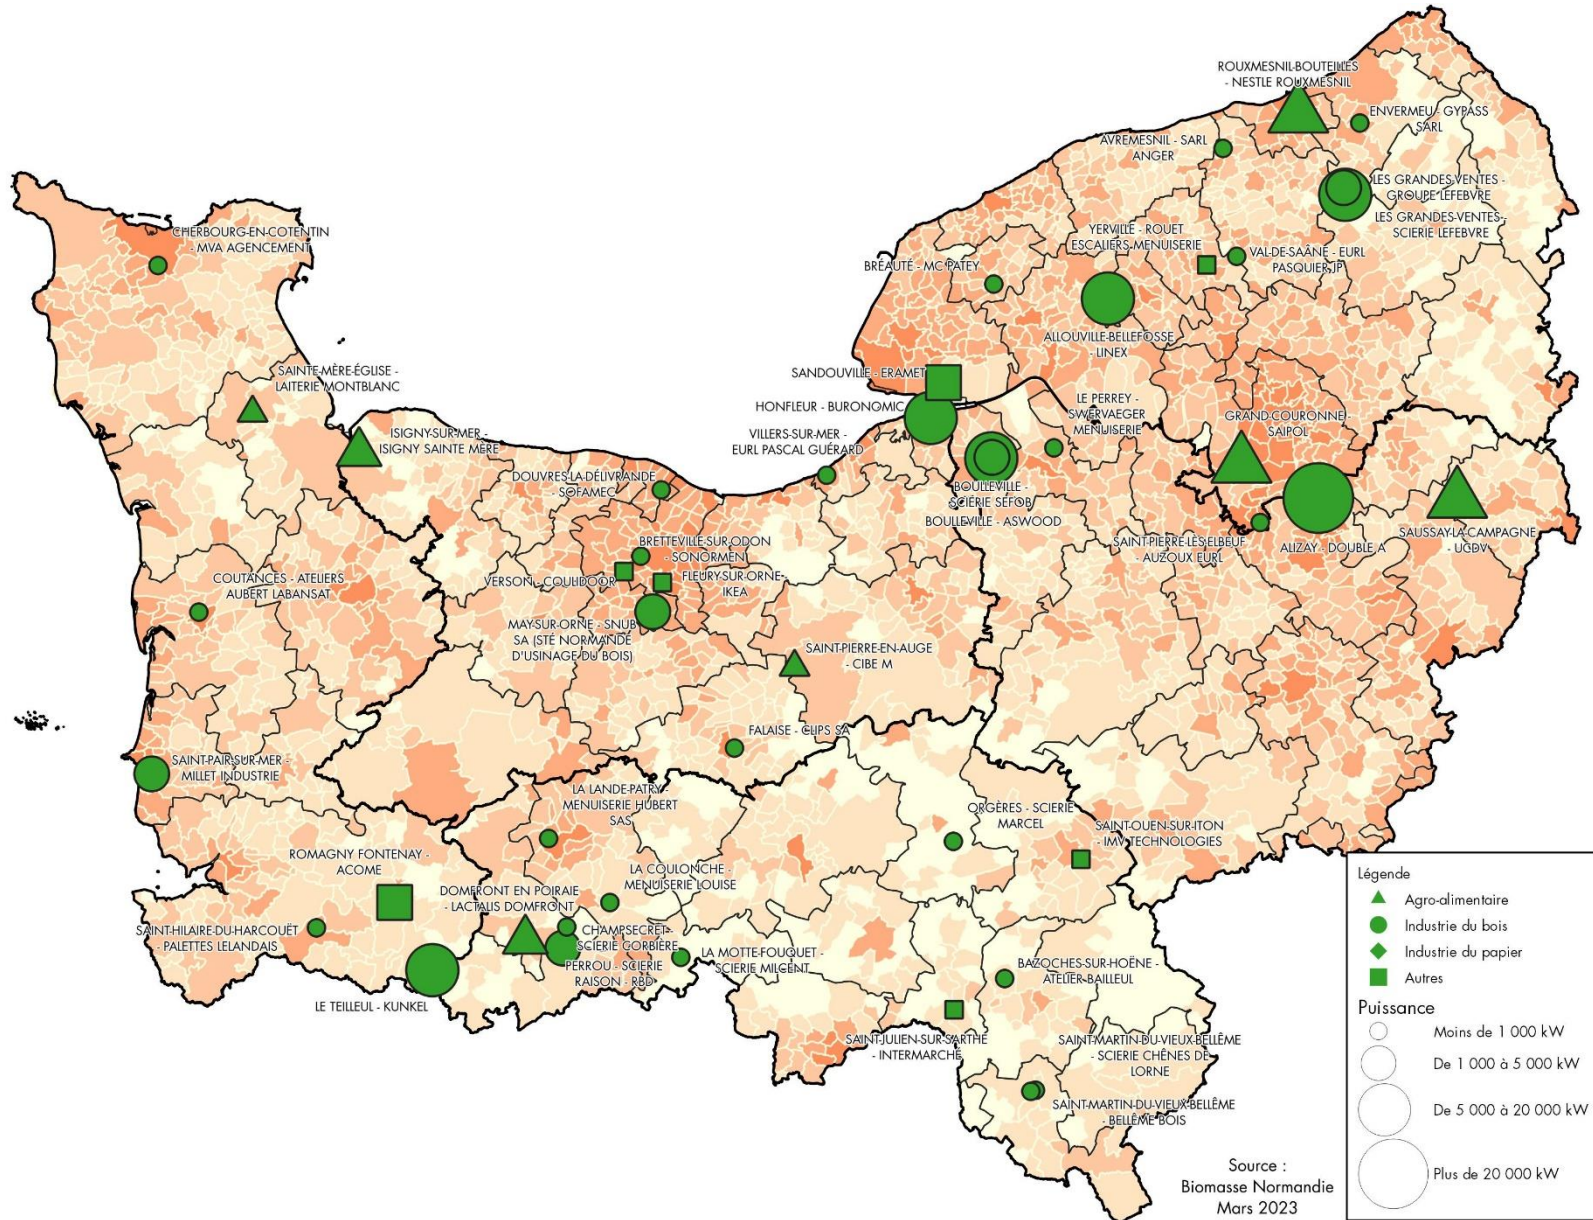 ROUXMESNIL-BOUTEILLES
- NESTLE ROUXMESNIL
ENVERMEU - GYPASS
SARL
AVREMESNIL - SARL
ANGER
LES GRANDES-VENTES -
GROUPE LEFEBVRE
LES GRANDES-VENTES -
SCIERIE LEFEBVRE
CHERBOURG-EN-COTENTIN
- MVA AGENCEMENT
YERVILLE - ROUET
ESCALIERS MENUISERIE
VAL-DE-SAÂNE - EURL
PASQUIER JP
BRÉAUTÉ - MC PATEY
ALLOUVILLE-BELLEFOSSE
- LINEX
SAINTE-MÈRE-ÉGLISE -
LAITERIE MONTBLANC
SANDOUVILLE - ERAMET
HONFLEUR - BURONOMIC
LE PERREY -
SWERVAEGER
MENUISERIE
GRAND-COURONNE -
SAIPOL
ISIGNY-SUR-MER -
ISIGNY SAINTE MÈRE
VILLERS-SUR-MER -
EURL PASCAL GUÉRARD
DOUVRES-LA-DÉLIVRANDE
- SOFAMEC
BOULLEVILLE -
SCIERIE SEFOB
BOULLEVILLE - ASWOOD
SAINT-PIERRE-LÈS-ELBEUF
- AUZOUX EURL
ALIZAY - DOUBLE A
SAUSSAY-LA-CAMPAGNE
- UCDV
BRETTEVILLE-SUR-ODON
- SONORMEN
VERSON - COULIDOOR
FLEURY-SUR-ORNE -
IKEA
COUTANCES - ATELIERS
AUBERT LABANSAT
MAY-SUR-ORNE - SNUB
SA (STÉ NORMANDE
D'USINAGE DU BOIS)
SAINT-PIERRE-EN-AUGE
- CIBE M
FALAISE - CLIPS SA
SAINT-PAIR-SUR-MER -
MILLET INDUSTRIE
LA LANDE-PATRY -
MENUISERIE HUBERT
SAS
ORGÈRES - SCIERIE
MARCEL
SAINT-OUEN-SUR-ITON
- IMV TECHNOLOGIES
ROMAGNY FONTENAY -
ACOME
LA COULONCHE -
MENUISERIE LOUISE
DOMFRONT EN POIRAIE
- LACTALIS DOMFRONT
SAINT-HILAIRE-DU-HARCOUËT
- PALETTES LELANDAIS
CHAMPSECRET -
SCIERIE CORBIÈRE
PERROU - SCIERIE
RAISON - RBD
LA MOTTE-FOUQUET -
SCIERIE MILCENT
BAZOCHES-SUR-HOËNE -
ATELIER BAILLEUL
LE TEILLEUL - KUNKEL
SAINT-JULIEN-SUR-SARTHE
- INTERMARCHÉ
SAINT-MARTIN-DU-VIEUX-BELLÊME
- SCIERIE CHÊNES DE
LORNE
SAINT-MARTIN-DU-VIEUX-BELLÊME
- BELLÊME BOIS
Légende
Agro-alimentaire
Industrie du bois
Industrie du papier
Autres
Puissance
Moins de 1 000 kW
De 1 000 à 5 000 kW
De 5 000 à 20 000 kW
Plus de 20 000 kW
Source :
Biomasse Normandie
Mars 2023